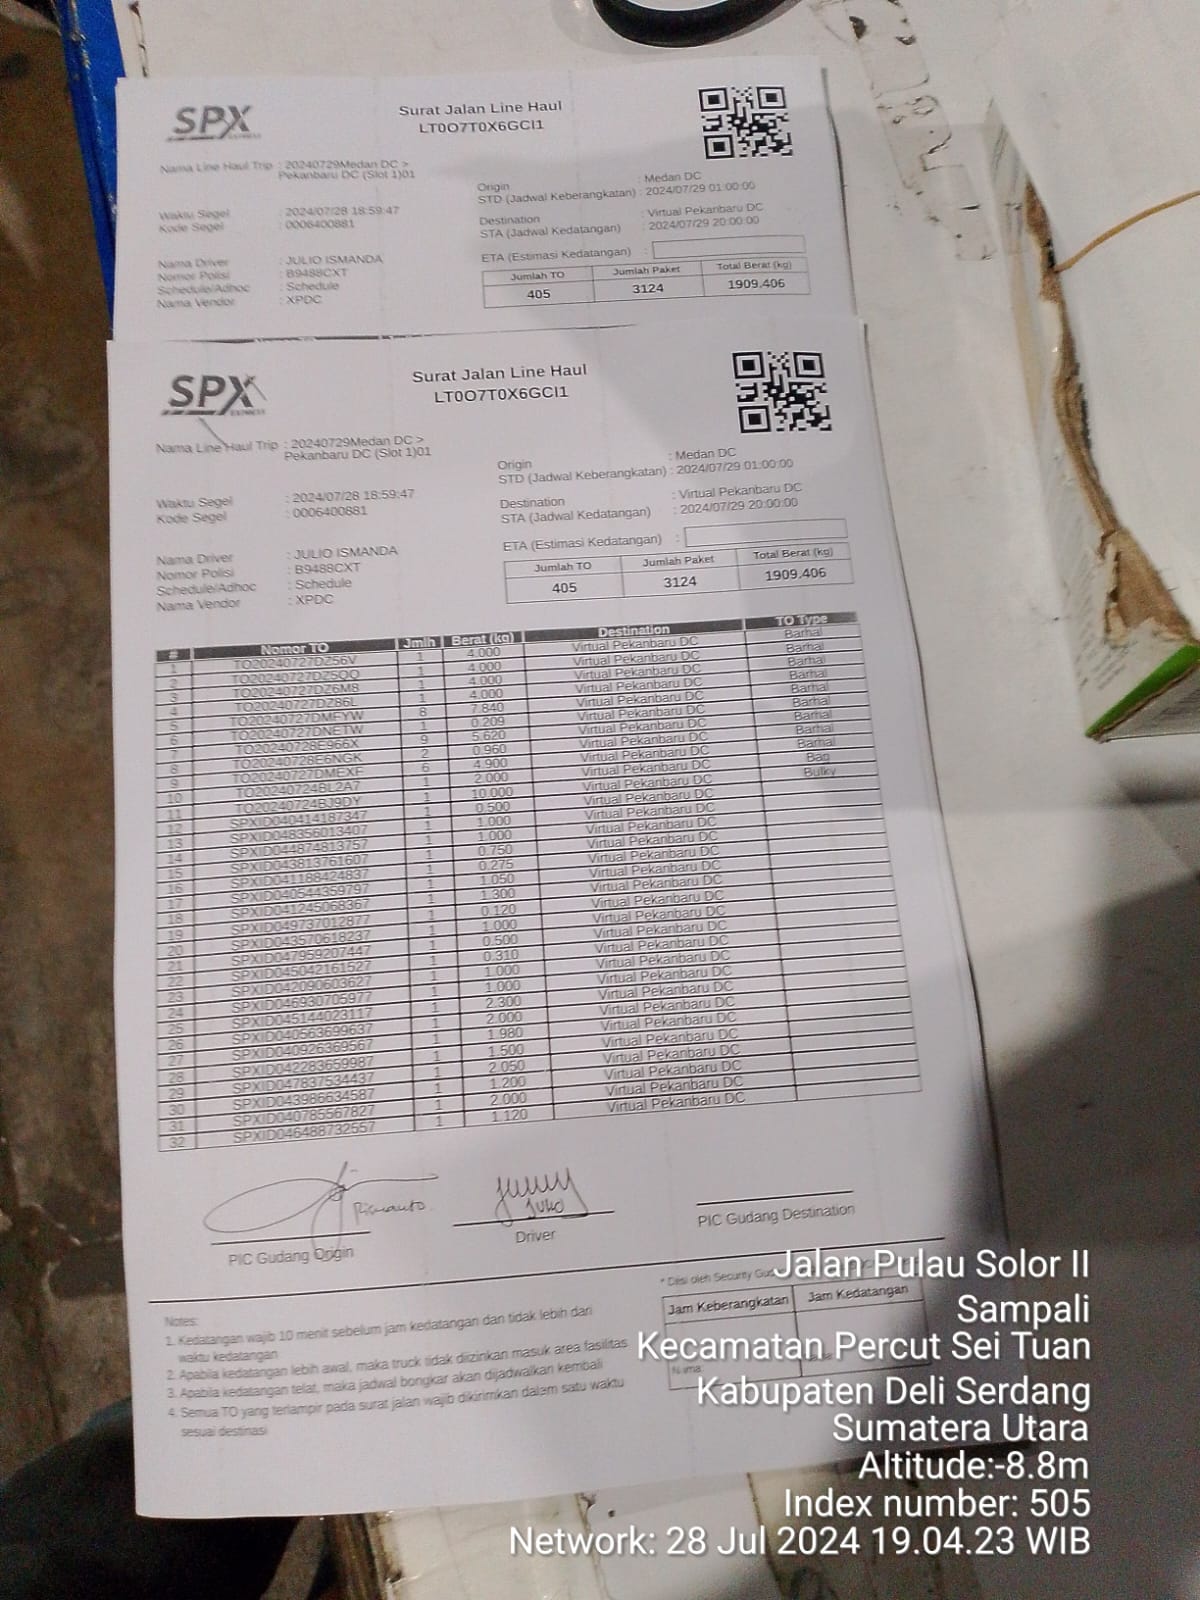 SPX
EXPRESS
Surat Jalan Line Haul
LT0O7T0X6GCI1
Nama Line Haul Trip : 20240729Medan DC >
Pekanbaru DC (Slot 1)01
Waktu Segel : 2024/07/28 18:59:47
Kode Segel : 0006400881
Nama Driver : JULIO ISMANDA
Nomor Polisi : B9488CXT
Schedule/Adhoc : Schedule
Nama Vendor : XPDC
Origin : Medan DC
STD (Jadwal Keberangkatan) : 2024/07/29 01:00:00
Destination : Virtual Pekanbaru DC
STA (Jadwal Kedatangan) : 2024/07/29 20:00:00
ETA (Estimasi Kedatangan) :
Jumlah TO Jumlah Paket Total Berat (kg)
405 3124 1909.406
SPX
EXPRESS
Surat Jalan Line Haul
LT0O7T0X6GCI1
Nama Line Haul Trip : 20240729Medan DC >
Pekanbaru DC (Slot 1)01
Waktu Segel : 2024/07/28 18:59:47
Kode Segel : 0006400881
Nama Driver : JULIO ISMANDA
Nomor Polisi : B9488CXT
Schedule/Adhoc : Schedule
Nama Vendor : XPDC
Origin : Medan DC
STD (Jadwal Keberangkatan) : 2024/07/29 01:00:00
Destination : Virtual Pekanbaru DC
STA (Jadwal Kedatangan) : 2024/07/29 20:00:00
ETA (Estimasi Kedatangan) :
Jumlah TO Jumlah Paket Total Berat (kg)
405 3124 1909.406
# Nomor TO Jmlh Berat (kg) Destination TO Type
1 TO20240727DZ56V 1 4.000 Virtual Pekanbaru DC Barhal
2 TO20240727DZ5QO 1 4.000 Virtual Pekanbaru DC Barhal
3 TO20240727DZ6M8 1 4.000 Virtual Pekanbaru DC Barhal
4 TO20240727DZ86L 1 4.000 Virtual Pekanbaru DC Barhal
5 TO20240727DMFYW 8 7.840 Virtual Pekanbaru DC Barhal
6 TO20240727DNETW 1 0.209 Virtual Pekanbaru DC Barhal
7 TO20240728E966X 9 5.620 Virtual Pekanbaru DC Barhal
8 TO20240728E6NGK 2 0.960 Virtual Pekanbaru DC Barhal
9 TO20240727DMEXF 6 4.900 Virtual Pekanbaru DC Barhal
10 TO20240724BL2A7 1 2.000 Virtual Pekanbaru DC Bag
11 TO20240724BJ9DY 1 10.000 Virtual Pekanbaru DC Bulky
12 SPXID040414187347 1 0.500 Virtual Pekanbaru DC
13 SPXID048356013407 1 1.000 Virtual Pekanbaru DC
14 SPXID044874813757 1 1.000 Virtual Pekanbaru DC
15 SPXID043813761607 1 0.750 Virtual Pekanbaru DC
16 SPXID041188424837 1 0.275 Virtual Pekanbaru DC
17 SPXID040544359797 1 1.050 Virtual Pekanbaru DC
18 SPXID041245068367 1 1.300 Virtual Pekanbaru DC
19 SPXID049737012877 1 0.120 Virtual Pekanbaru DC
20 SPXID043570618237 1 1.000 Virtual Pekanbaru DC
21 SPXID047959207447 1 0.500 Virtual Pekanbaru DC
22 SPXID045042161527 1 0.310 Virtual Pekanbaru DC
23 SPXID042090603627 1 1.000 Virtual Pekanbaru DC
24 SPXID046930705977 1 1.000 Virtual Pekanbaru DC
25 SPXID045144023117 1 2.300 Virtual Pekanbaru DC
26 SPXID040563699637 1 2.000 Virtual Pekanbaru DC
27 SPXID040926369567 1 1.980 Virtual Pekanbaru DC
28 SPXID042283659987 1 1.500 Virtual Pekanbaru DC
29 SPXID047837534437 1 2.050 Virtual Pekanbaru DC
30 SPXID043986634587 1 1.200 Virtual Pekanbaru DC
31 SPXID040785567827 1 2.000 Virtual Pekanbaru DC
32 SPXID046488732557 1 1.120 Virtual Pekanbaru DC
Julio
PIC Gudang Origin
Driver
PIC Gudang Destination
* Diisi oleh Security
Jam Keberangkatan Jam Kedatangan
Nama:
Notes:
1. Kedatangan wajib 10 menit sebelum jam kedatangan dan tidak lebih dari
waktu kedatangan
2. Apabila kedatangan lebih awal, maka truck tidak diizinkan masuk area fasilitas
3. Apabila kedatangan telat, maka jadwal bongkar akan dijadwalkan kembali
4. Semua TO yang terlampir pada surat jalan wajib dikirimkan dalam satu waktu
sesuai destinasi
Jalan Pulau Solor II
Sampali
Kecamatan Percut Sei Tuan
Kabupaten Deli Serdang
Sumatera Utara
Altitude:-8.8m
Index number: 505
Network: 28 Jul 2024 19.04.23 WIB